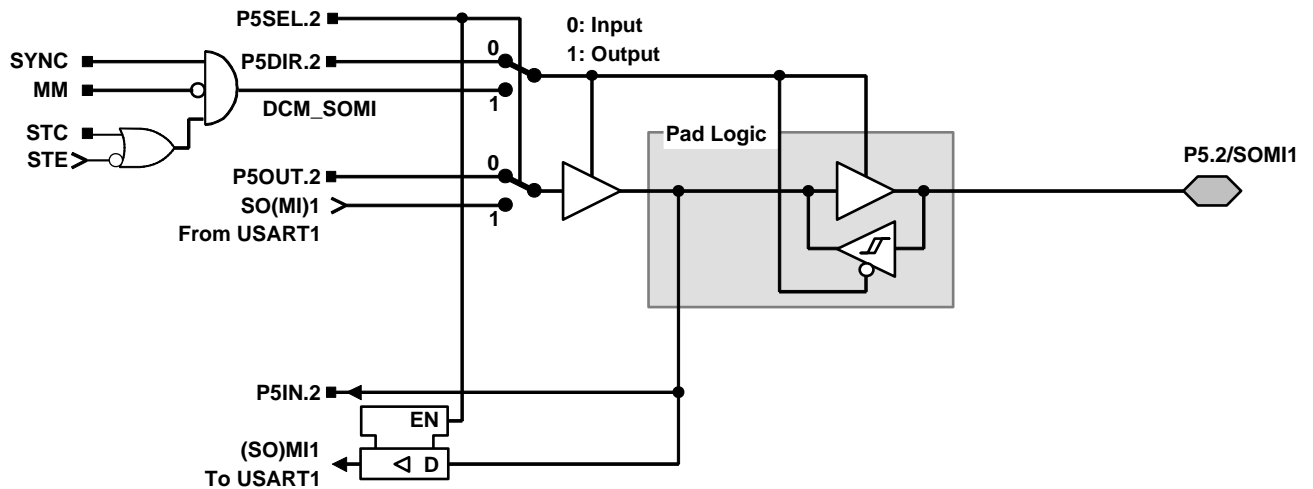 P5SEL.2
0: Input
1: Output
SYNC
P5DIR.2
0
MM
1
DCM_SOMI
STC
STE
Pad Logic
P5.2/SOMI1
0
P5OUT.2
SO(MI)1
1
From USART1
P5IN.2
EN
(SO)MI1
D
To USART1